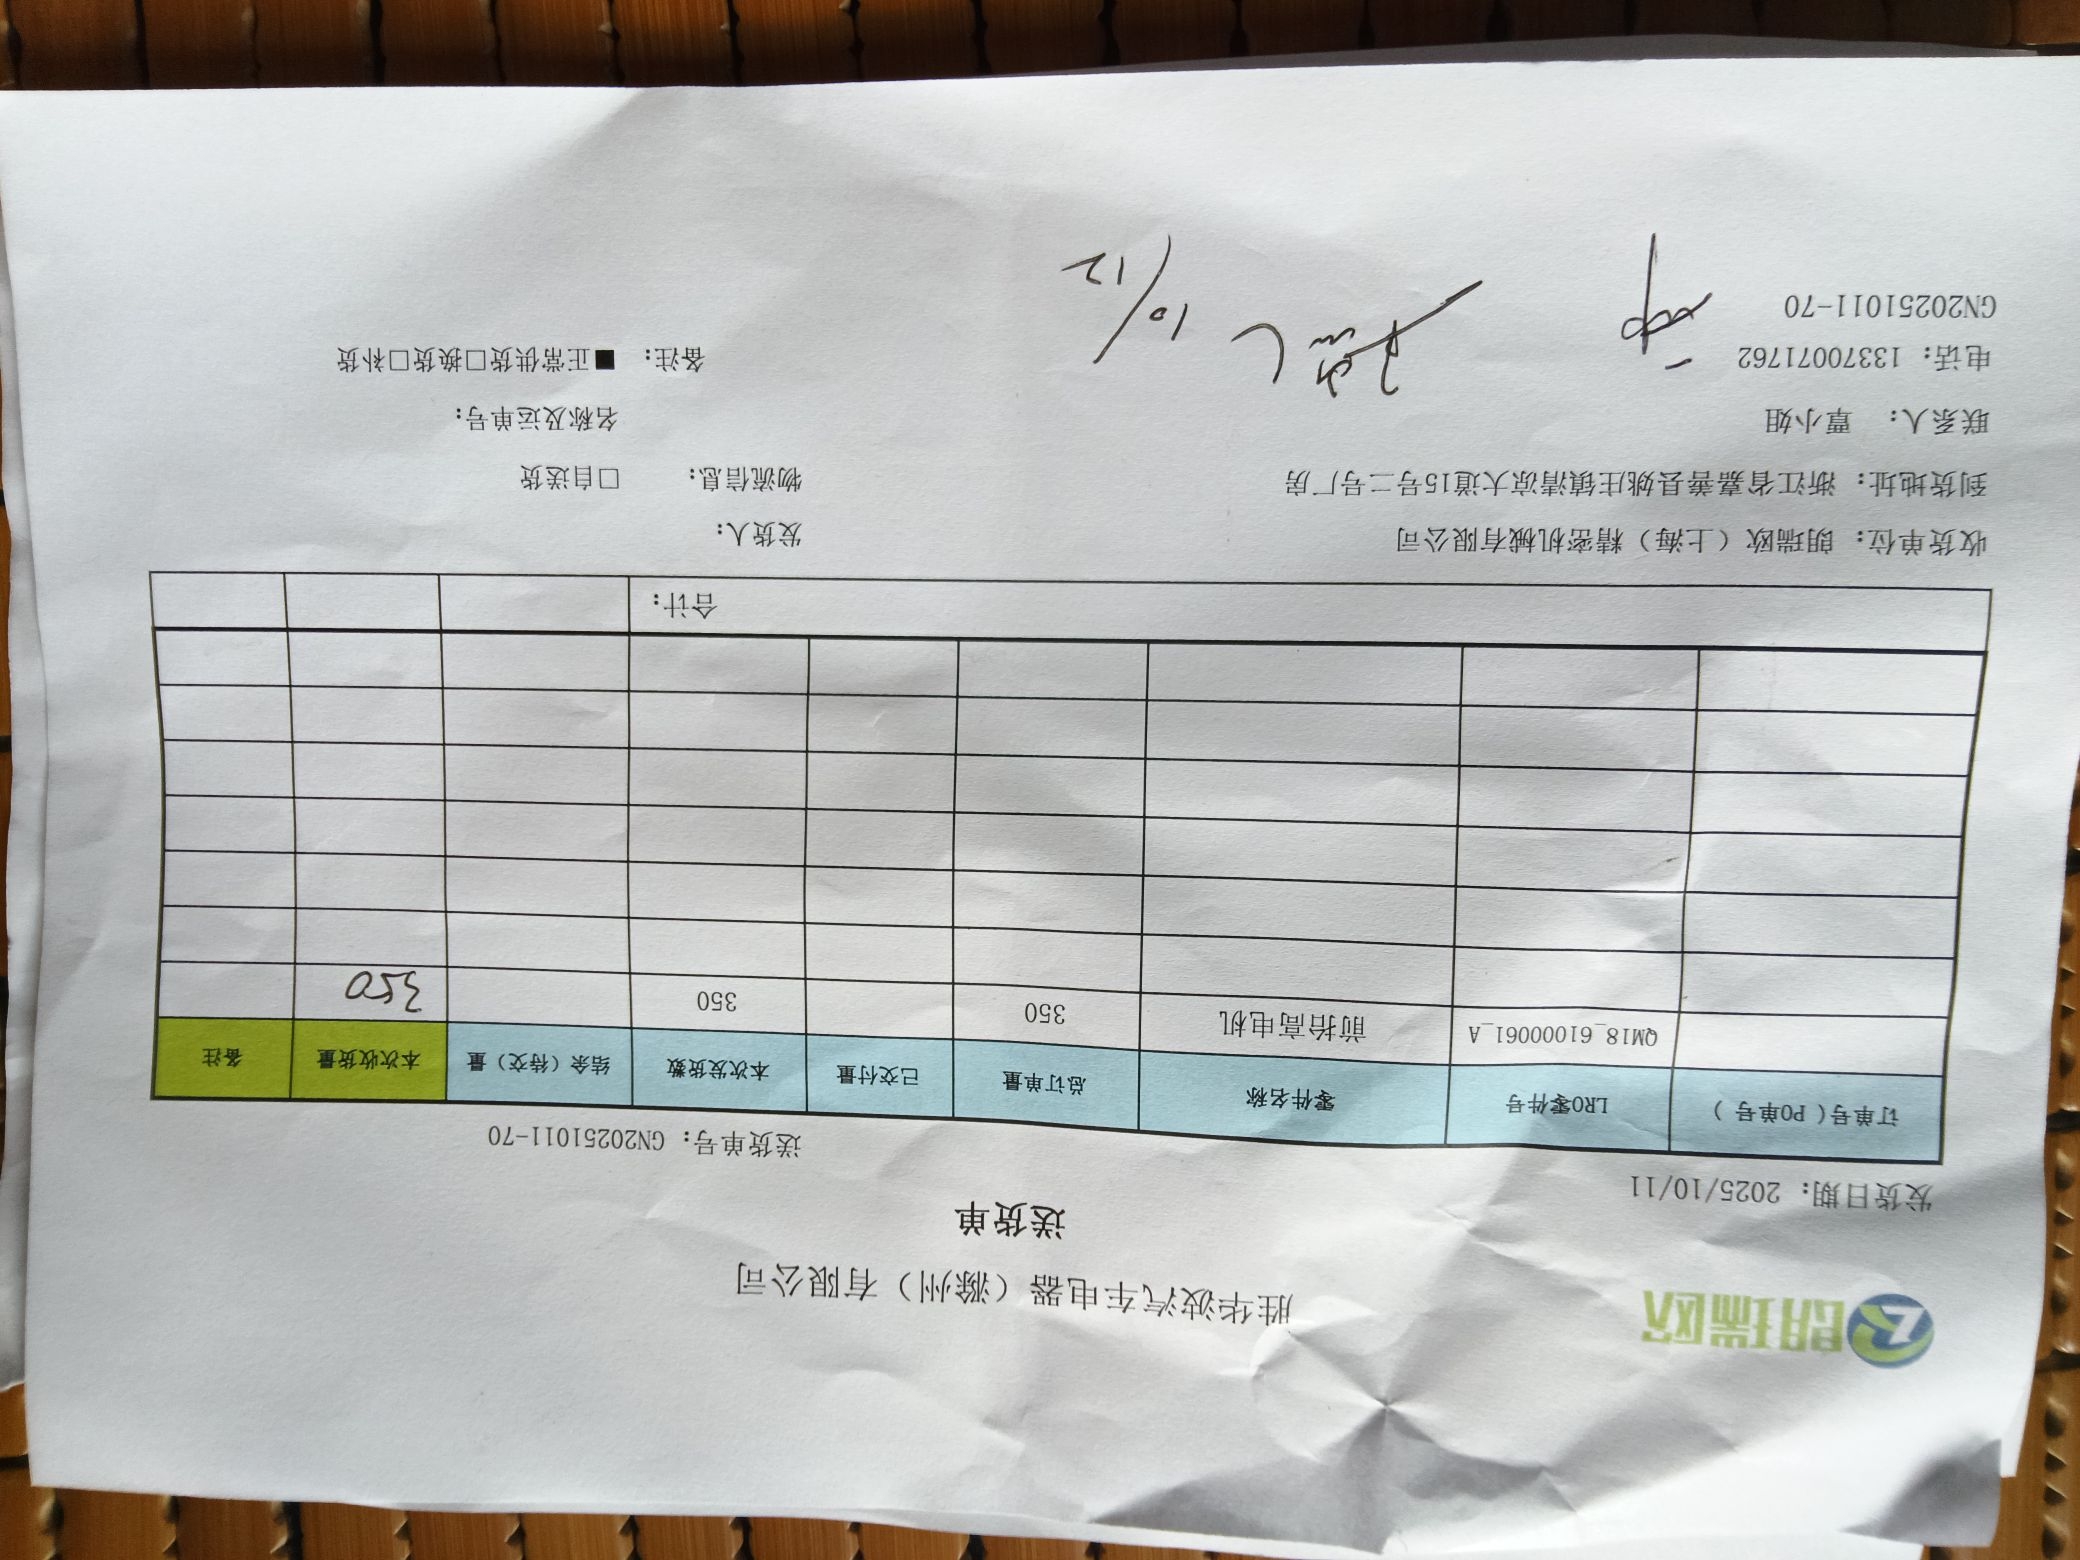 朗瑞欧
胜华波汽车电器（滁州）有限公司
送货单
发货日期： 2025/10/11
送货单号： GN20251011-70
订单号（PO单号） LRO零件号 零件名称 总订单量 已交付量 本次发货数 结余（待交）量 本次收货量 备注
QM18_61000061_A 前抬高电机 350 350 350
合计：
收货单位： 朗瑞欧（上海）精密机械有限公司 发货人：
到货地址： 浙江省嘉善县姚庄镇清凉大道15号二号厂房 物流信息： □自送货
联系人： 覃小姐 名称及运单号：
电话： 13370071762 备注： ■正常供货□换货□补货
GN20251011-70
10/12